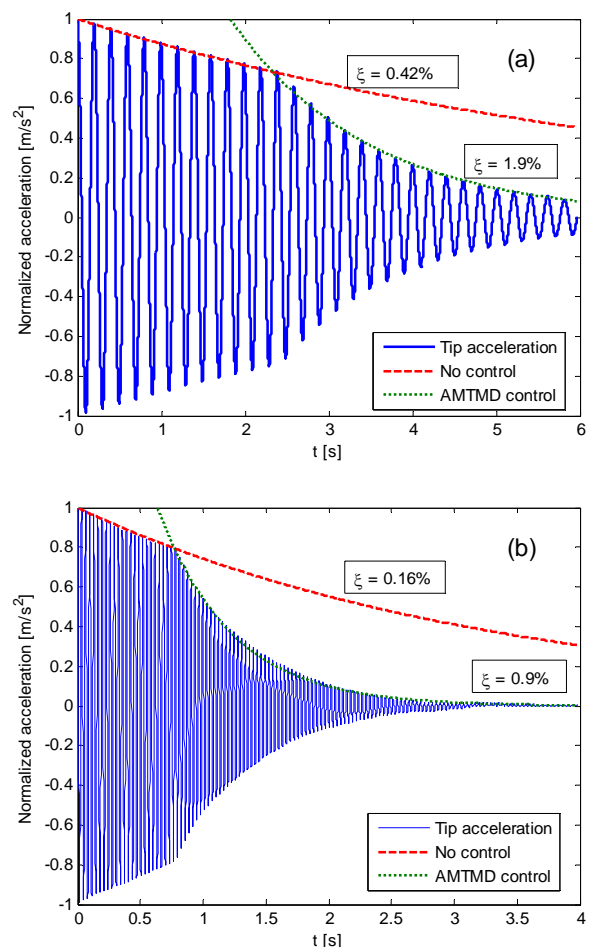 1
0.8
0.6
0.4
0.2
0
-0.2
-0.4
-0.6
-0.8
-1
Normalized acceleration [m/s²]
(a)
ξ = 0.42%
ξ = 1.9%
Tip acceleration
No control
AMTMD control
0 1 2 3 4 5 6
t [s]
1
0.8
0.6
0.4
0.2
0
-0.2
-0.4
-0.6
-0.8
-1
Normalized acceleration [m/s²]
(b)
ξ = 0.16%
ξ = 0.9%
Tip acceleration
No control
AMTMD control
0 0.5 1 1.5 2 2.5 3 3.5 4
t [s]